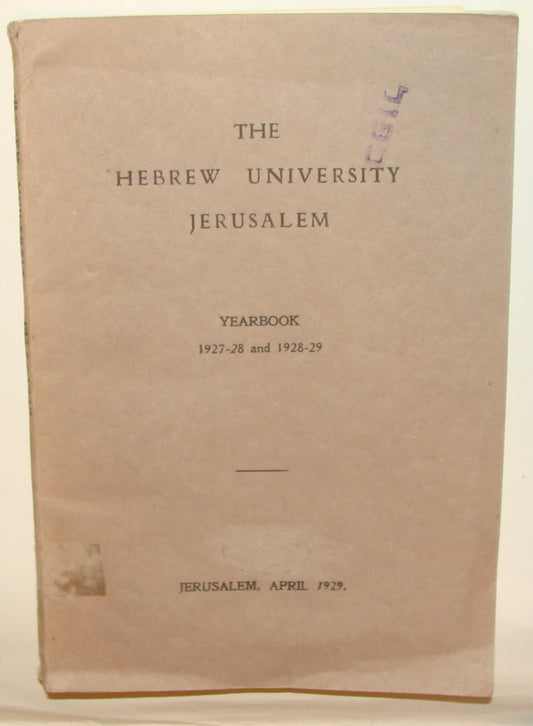 THE
HEBREW UNIVERSITY
JERUSALEM
YEARBOOK
1927-28 and 1928-29
JERUSALEM, APRIL 1929.